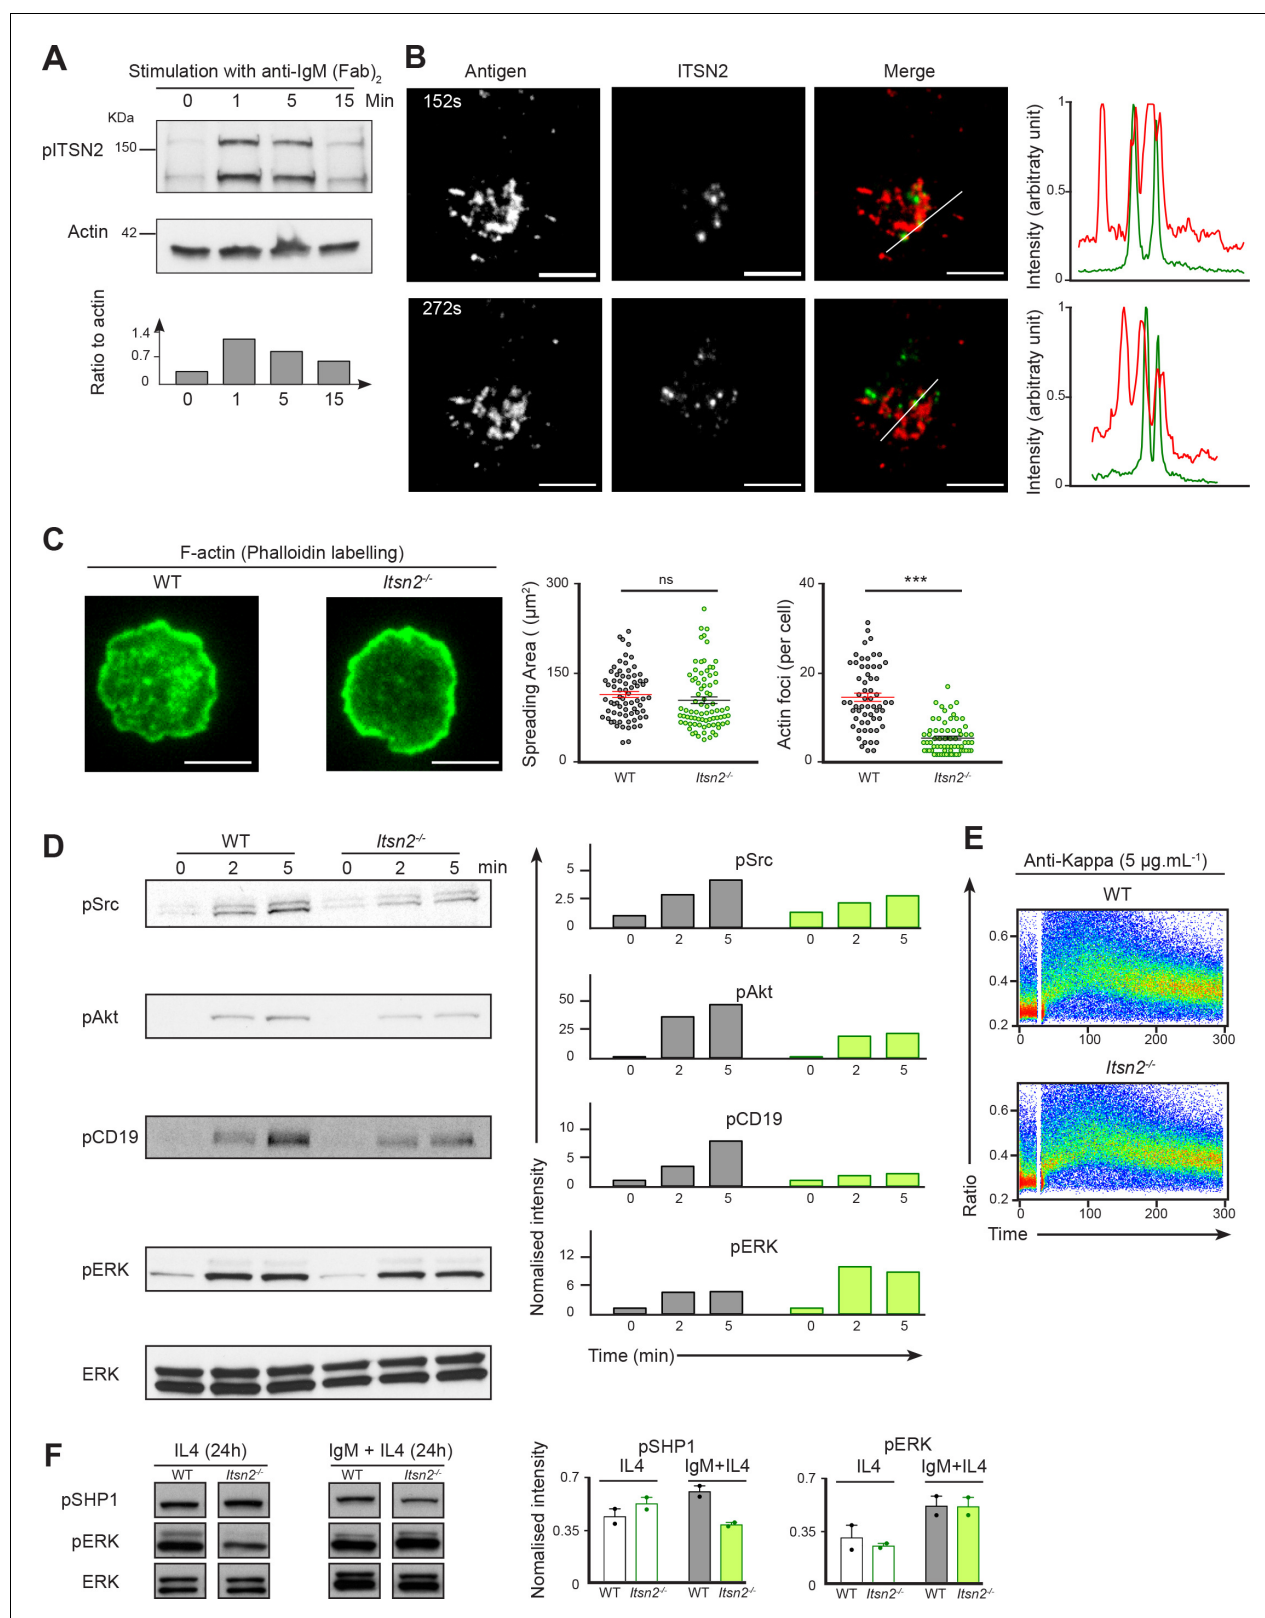 A
Stimulation with anti-IgM (Fab)2
0 1 5 15 Min
KDa
pITSN2
150
Actin
42
Ratio to actin
1.4
0.7
0
0 1 5 15
B
Antigen ITSN2 Merge
152s
272s
Intensity (arbitraty unit)
1
0.5
0
Intensity (arbitraty unit)
1
0.5
0
C
F-actin (Phalloidin labelling)
WT Itsn2-/-
Spreading Area ( (µm2)
300
150
0
ns
WT Itsn2-/-
Actin foci (per cell)
40
20
0
***
WT Itsn2-/-
D
WT Itsn2-/-
0 2 5 0 2 5 min
pSrc
pAkt
pCD19
pERK
ERK
Nomalised intensity
pSrc
5
2.5
0
0 2 5 0 2 5
pAkt
50
25
0
0 2 5 0 2 5
pCD19
10
5
0
0 2 5 0 2 5
pERK
12
6
0
0 2 5 0 2 5
Time (min)
E
Anti-Kappa (5 µg.mL-1)
WT
0.6
0.4
0.2
0 100 200 300
Itsn2-/-
0.6
0.4
0.2
0 100 200 300
Ratio
Time
F
IL4 (24h) IgM + IL4 (24h)
WT Itsn2-/- WT Itsn2-/-
pSHP1
pERK
ERK
Nomalised intensity
pSHP1
IL4 IgM+IL4
0.7
0.35
0
WT Itsn2-/- WT Itsn2-/-
pERK
IL4 IgM+IL4
0.7
0.35
0
WT Itsn2-/- WT Itsn2-/-